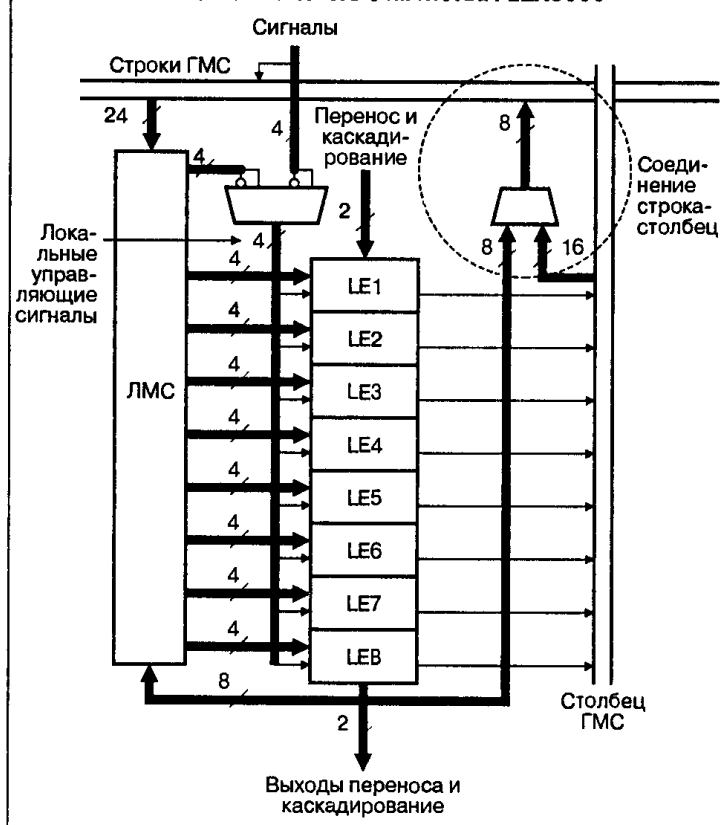 Сигналы
Строки ГМС
24
4
4
Перенос и
каскади-
рование
8
Соеди-
нение
строка-
столбец
2
Лока-
льные
управ-
ляющие
сигналы
4
8
16
4
LE1
4
LE2
4
LE3
ЛМС
4
LE4
4
LE5
4
LE6
4
LE7
4
LEB
8
2
Столбец
ГМС
Выходы переноса и
каскадирование